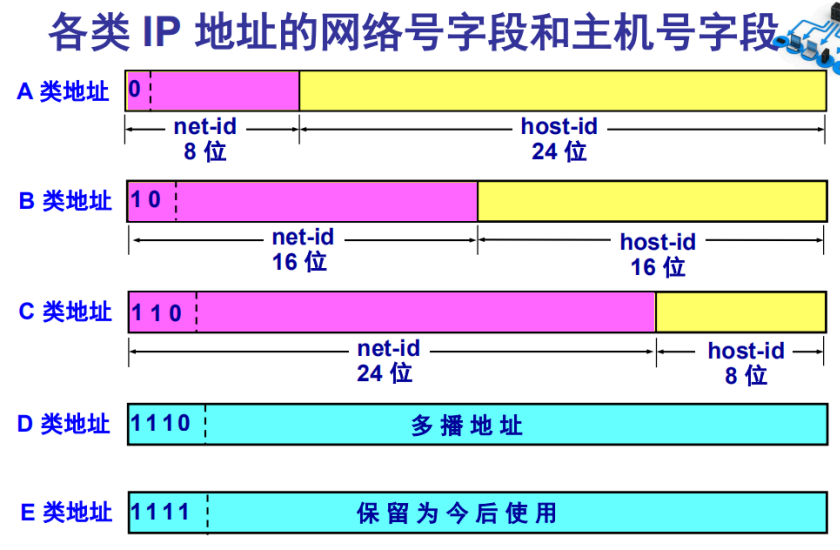 各类 IP 地址的网络号字段和主机号字段
A 类地址 0
net-id host-id
8 位 24 位
B 类地址 1 0
net-id host-id
16 位 16 位
C 类地址 1 1 0
net-id host-id
24 位 8 位
D 类地址 1110 多播地址
E 类地址 1111 保留为今后使用